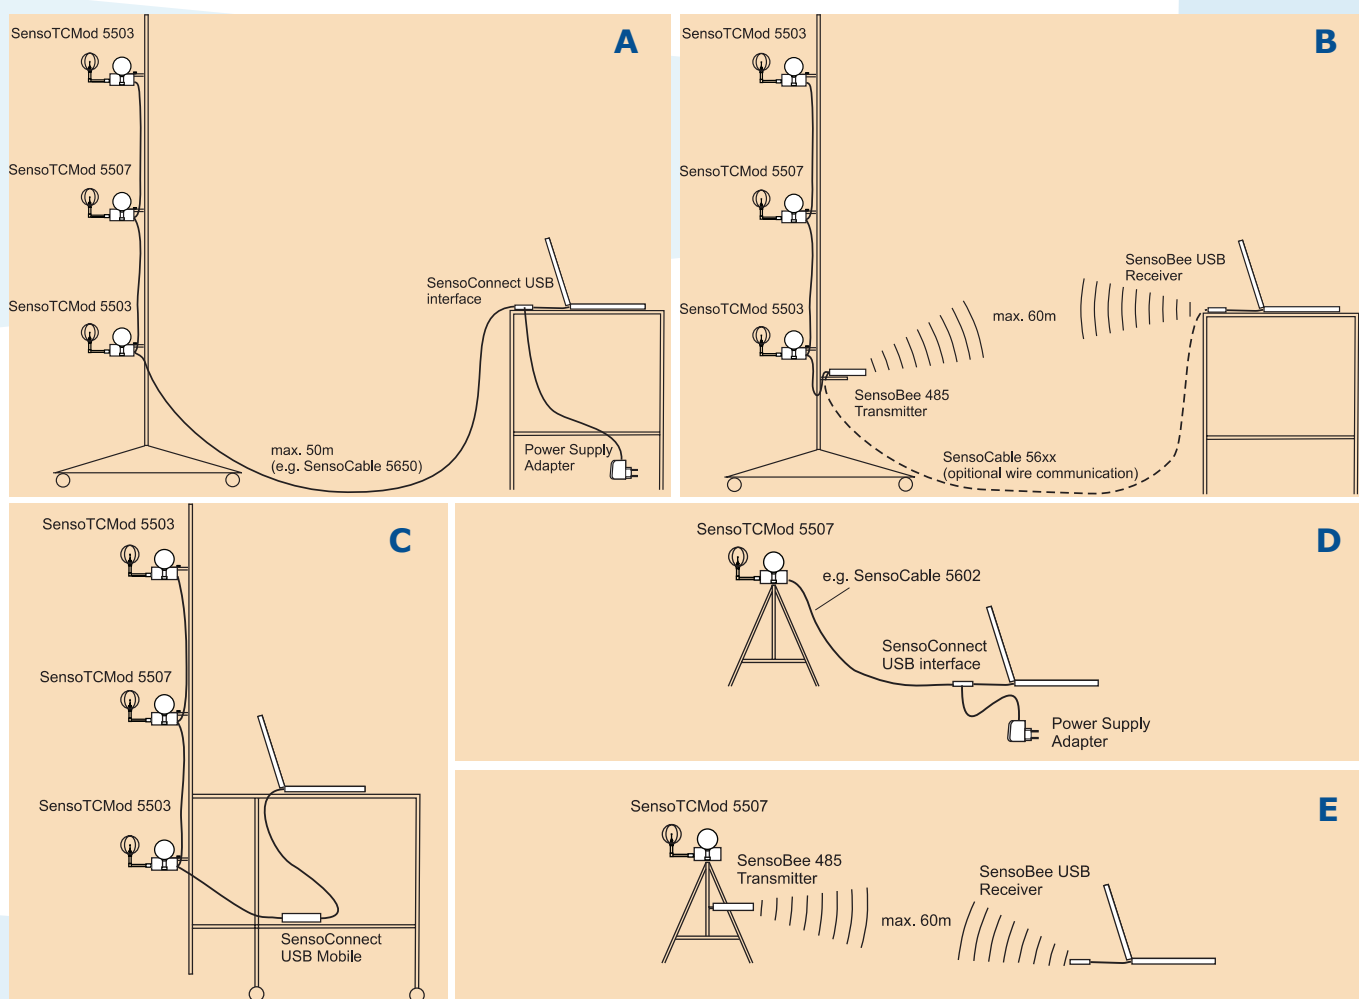 A
SensoTCMod 5503
SensoTCMod 5507
SensoTCMod 5503
SensoConnect USB
interface
max. 50m
(e.g. SensoCable 5650)
Power Supply
Adapter
B
SensoTCMod 5503
SensoTCMod 5507
SensoTCMod 5503
SensoBee USB
Receiver
max. 60m
SensoBee 485
Transmitter
SensoCable 56xx
(opitional wire communication)
C
SensoTCMod 5503
SensoTCMod 5507
SensoTCMod 5503
SensoConnect
USB Mobile
D
SensoTCMod 5507
e.g. SensoCable 5602
SensoConnect
USB interface
Power Supply
Adapter
E
SensoTCMod 5507
SensoBee 485
Transmitter
max. 60m
SensoBee USB
Receiver